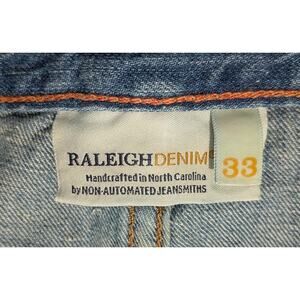 RALEIGHDENIM
33
Handcrafted in North Carolina
by NON-AUTOMATED JEANSMITHS